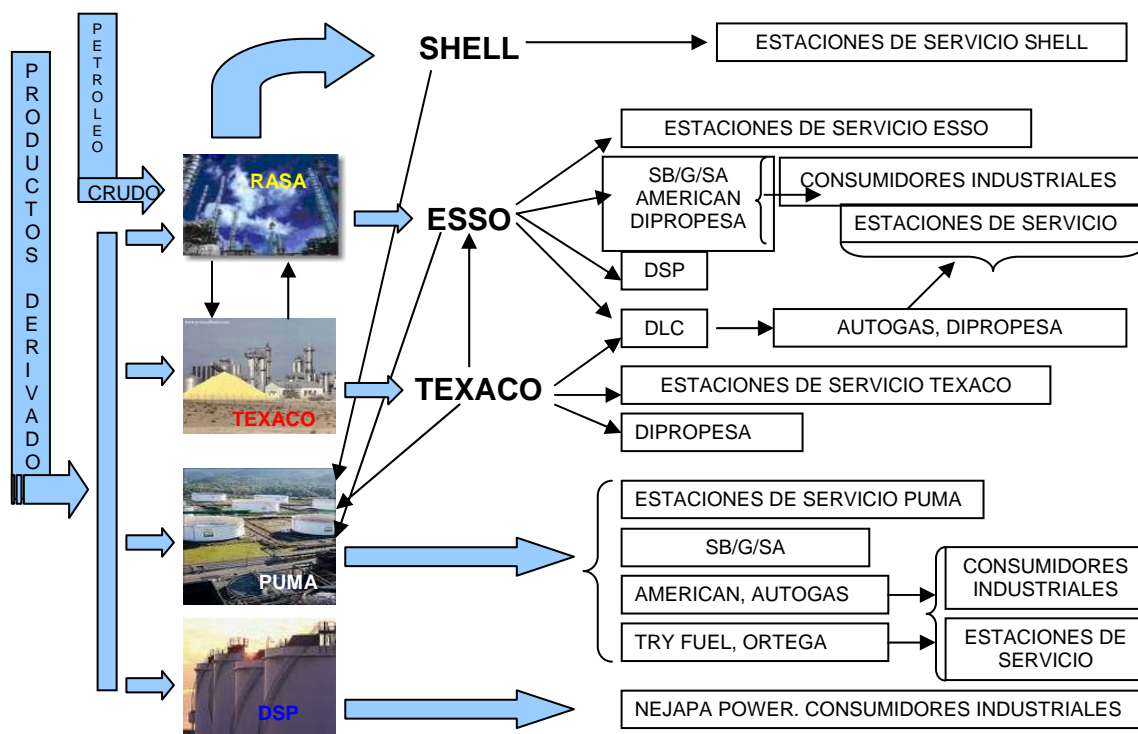 PRODUCTOS DERIVADO
PETROLEO
CRUDO
RASA
TEXACO
PUMA
DSP
SHELL
ESSO
TEXACO
ESTACIONES DE SERVICIO SHELL
ESTACIONES DE SERVICIO ESSO
SB/G/SA
AMERICAN
DIPROPESA
CONSUMIDORES INDUSTRIALES
ESTACIONES DE SERVICIO
DSP
DLC
AUTOGAS, DIPROPESA
ESTACIONES DE SERVICIO TEXACO
DIPROPESA
ESTACIONES DE SERVICIO PUMA
SB/G/SA
AMERICAN, AUTOGAS
TRY FUEL, ORTEGA
CONSUMIDORES
INDUSTRIALES
ESTACIONES DE
SERVICIO
NEJAPA POWER. CONSUMIDORES INDUSTRIALES